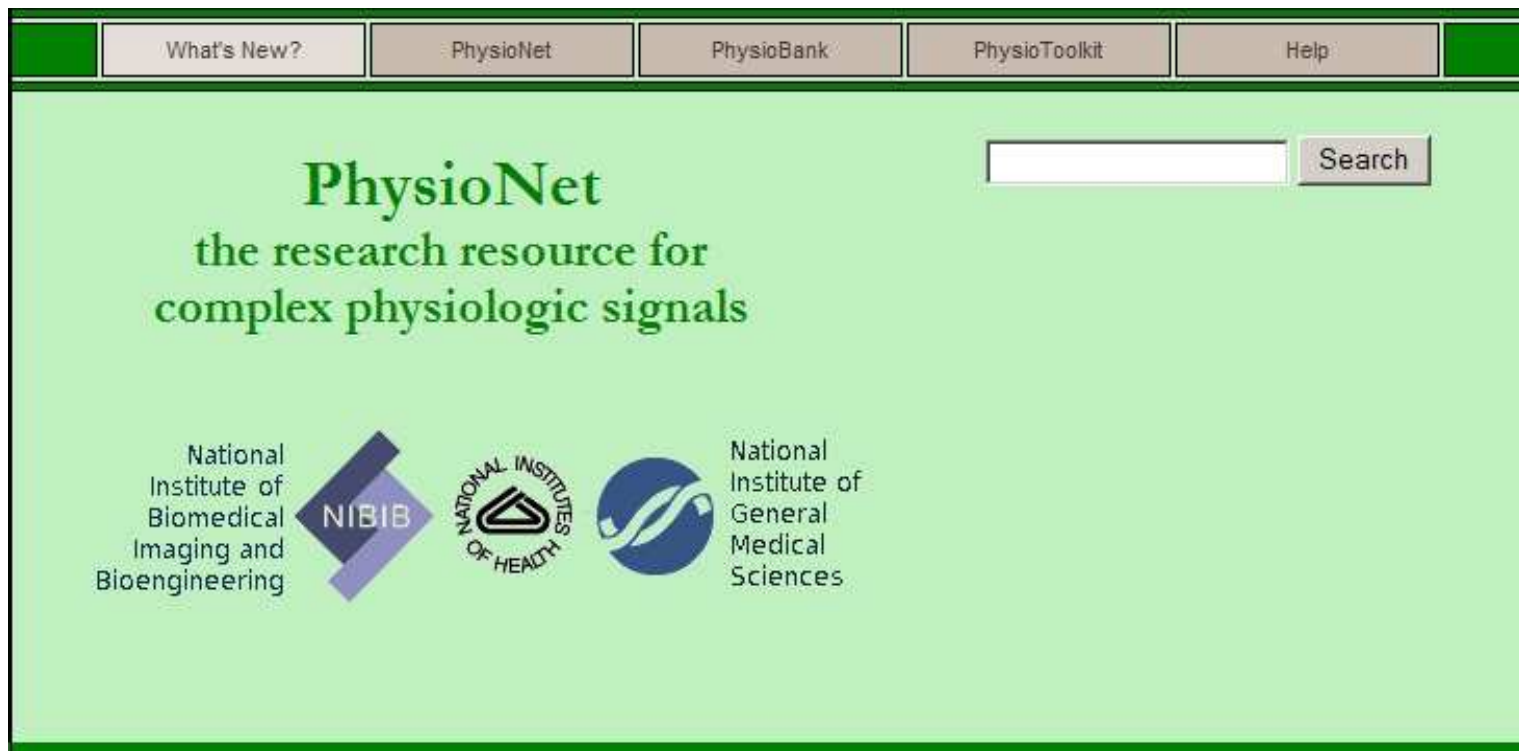 What's New?
PhysioNet
PhysioBank
PhysioToolkit
Help
Search
PhysioNet
the research resource for
complex physiologic signals
National
Institute of
Biomedical
Imaging and
Bioengineering
NIBIB
NATIONAL INSTITUTES
OF HEALTH
National
Institute of
General
Medical
Sciences